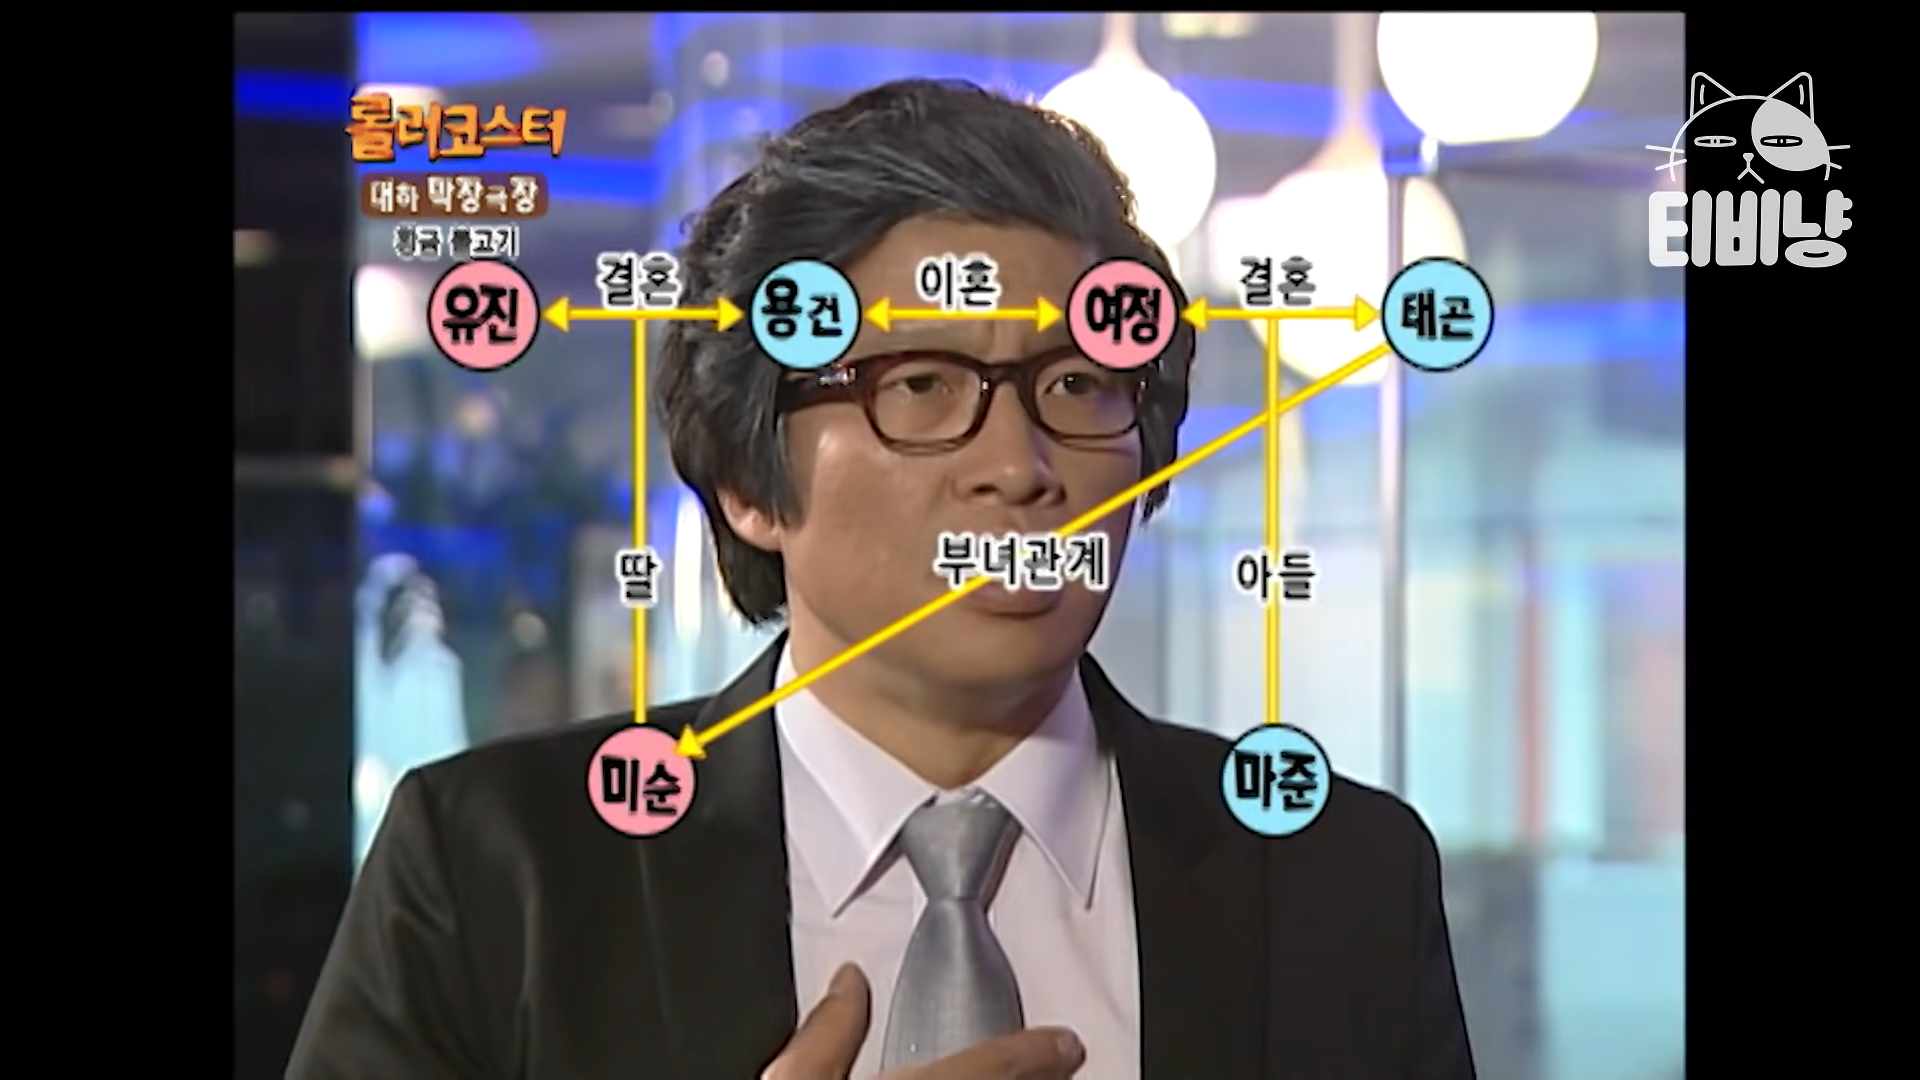 롤러코스터
티비냥
대하 막장극장
황금 물고기
결혼 이혼 결혼
유진 용건 여정 태곤
딸 부녀관계 아들
미순 마준